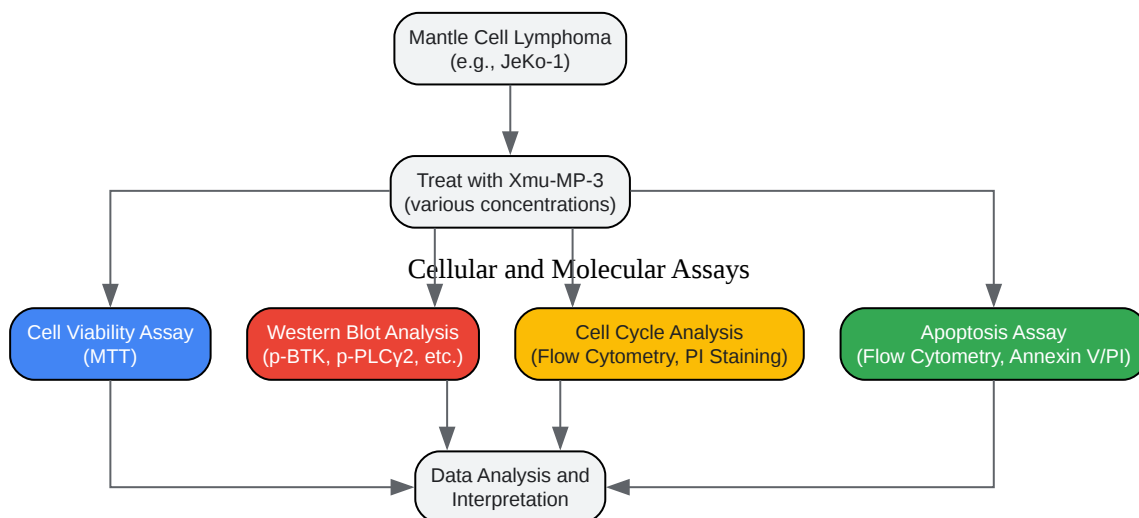 Mantle Cell Lymphoma
(e.g., JeKo-1)
Treat with Xmu-MP-3
(various concentrations)
Cellular and Molecular Assays
Cell Viability Assay
(MTT)
Western Blot Analysis
(p-BTK, p-PLCγ2, etc.)
Cell Cycle Analysis
(Flow Cytometry, PI Staining)
Apoptosis Assay
(Flow Cytometry, Annexin V/PI)
Data Analysis and
Interpretation